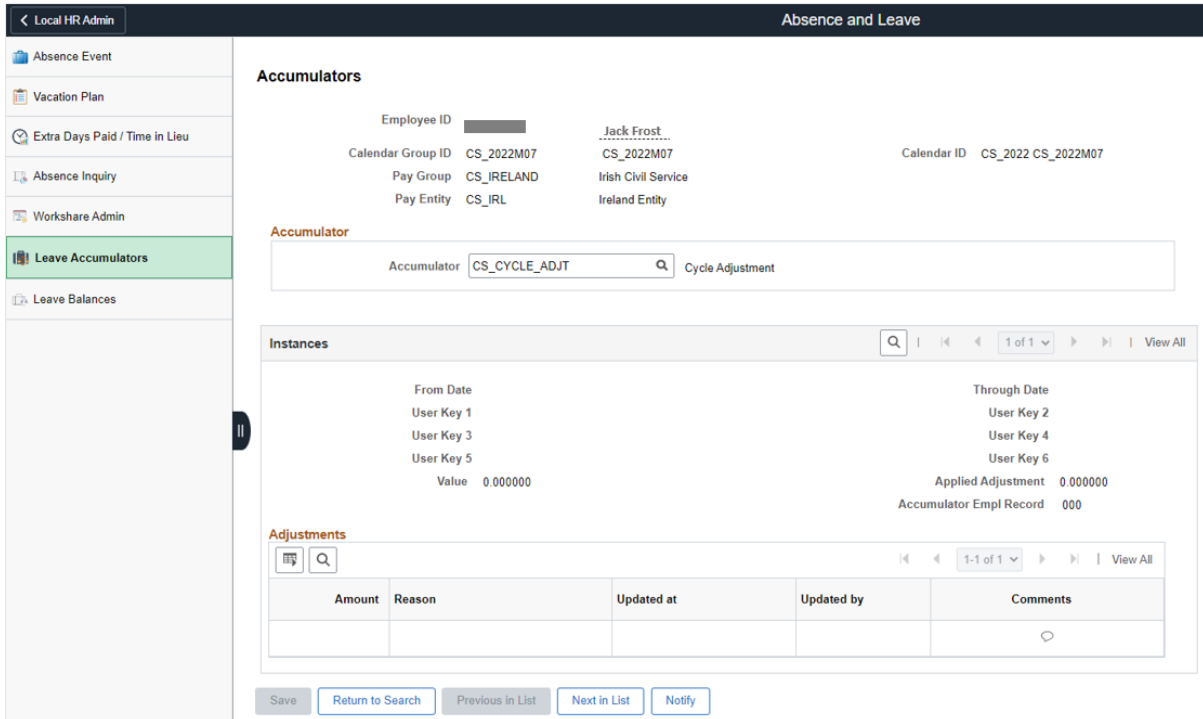 Local HR Admin
Absence and Leave
Absence Event
Vacation Plan
Extra Days Paid / Time in Lieu
Absence Inquiry
Workshare Admin
Leave Accumulators
Leave Balances
Accumulators
Employee ID Jack Frost
Calendar Group ID CS_2022M07 CS_2022M07 Calendar ID CS_2022 CS_2022M07
Pay Group CS_IRELAND Irish Civil Service
Pay Entity CS_IRL Ireland Entity
Accumulator
Accumulator CS_CYCLE_ADJT Cycle Adjustment
Instances 1 of 1 | View All
From Date Through Date
User Key 1 User Key 2
User Key 3 User Key 4
User Key 5 User Key 6
Value 0.000000 Applied Adjustment 0.000000
Accumulator Empl Record 000
Adjustments
1-1 of 1 | View All
Amount Reason Updated at Updated by Comments
Save Return to Search Previous in List Next in List Notify